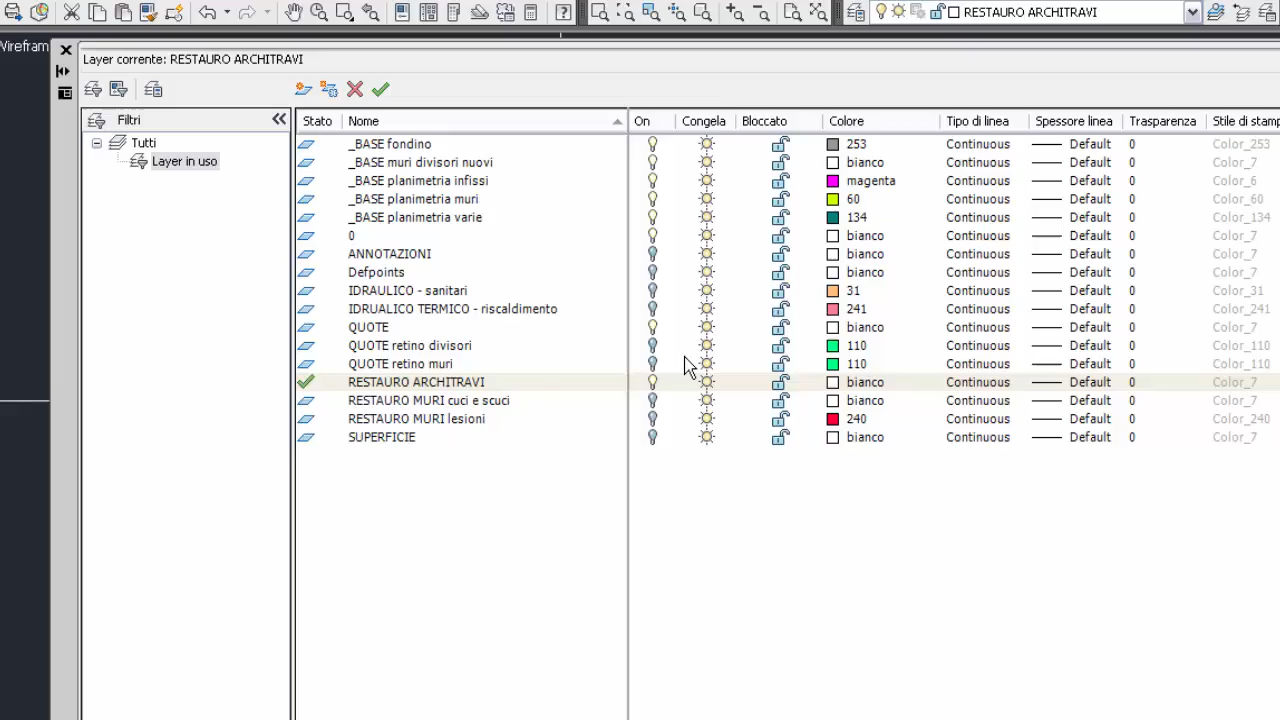 RESTAURO ARCHITRAVI
Wirefram
Layer corrente: RESTAURO ARCHITRAVI
Filtri
Tutti
Layer in uso
Stato Nome On Congela Bloccato Colore Tipo di linea Spessore linea Trasparenza Stile di stamp
_BASE fondino 253 Continuous Default 0 Color_253
_BASE muri divisori nuovi bianco Continuous Default 0 Color_7
_BASE planimetria infissi magenta Continuous Default 0 Color_6
_BASE planimetria muri 60 Continuous Default 0 Color_60
_BASE planimetria varie 134 Continuous Default 0 Color_134
0 bianco Continuous Default 0 Color_7
ANNOTAZIONI bianco Continuous Default 0 Color_7
Defpoints bianco Continuous Default 0 Color_7
IDRAULICO - sanitari 31 Continuous Default 0 Color_31
IDRUALICO TERMICO - riscaldimento 241 Continuous Default 0 Color_241
QUOTE bianco Continuous Default 0 Color_7
QUOTE retino divisori 110 Continuous Default 0 Color_110
QUOTE retino muri 110 Continuous Default 0 Color_110
RESTAURO ARCHITRAVI bianco Continuous Default 0 Color_7
RESTAURO MURI cuci e scuci bianco Continuous Default 0 Color_7
RESTAURO MURI lesioni 240 Continuous Default 0 Color_240
SUPERFICIE bianco Continuous Default 0 Color_7